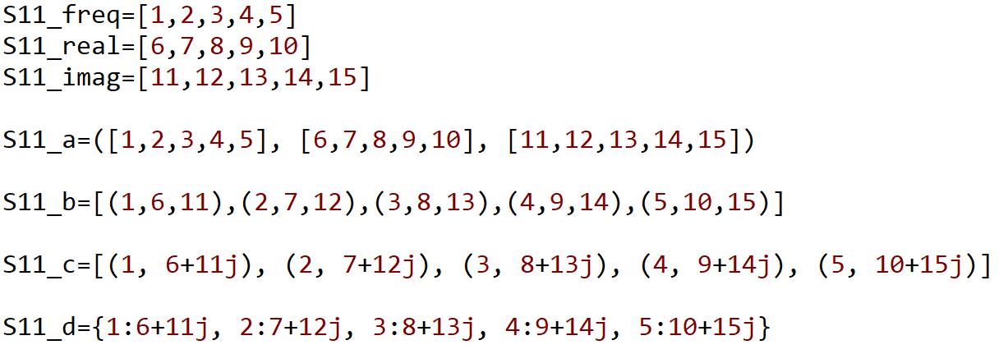 S11_freq=[1,2,3,4,5]
S11_real=[6,7,8,9,10]
S11_imag=[11,12,13,14,15]
S11_a=([1,2,3,4,5], [6,7,8,9,10], [11,12,13,14,15])
S11_b=[(1,6,11),(2,7,12),(3,8,13),(4,9,14),(5,10,15)]
S11_c=[(1, 6+11j), (2, 7+12j), (3, 8+13j), (4, 9+14j), (5, 10+15j)]
S11_d={1:6+11j, 2:7+12j, 3:8+13j, 4:9+14j, 5:10+15j}